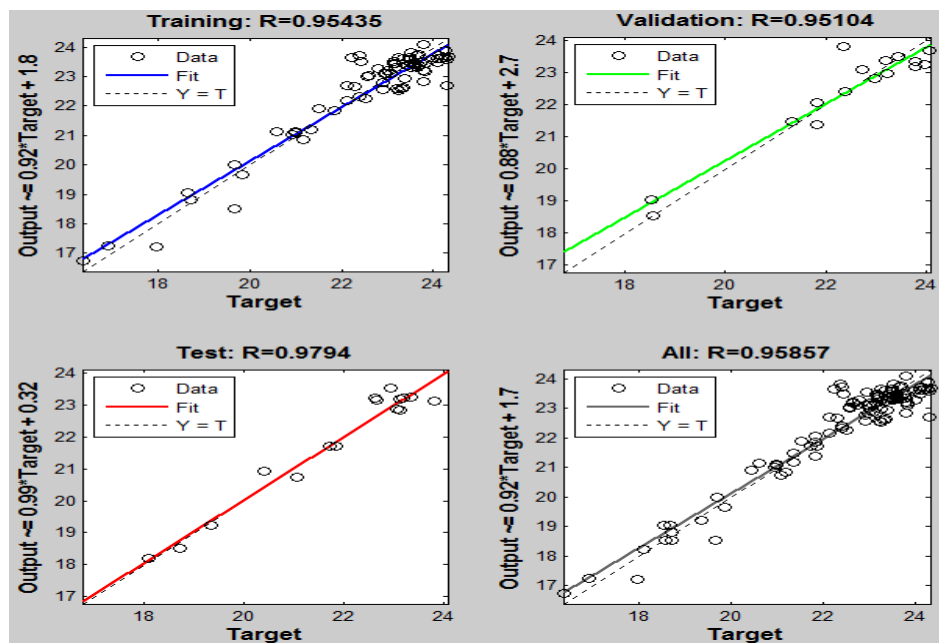 Training: R=0.95435
Output ~= 0.92*Target + 1.8
24
23
22
21
20
19
18
17
Data
Fit
Y = T
18
20
22
24
Target
Validation: R=0.95104
Output ~= 0.88*Target + 2.7
24
23
22
21
20
19
18
17
Data
Fit
Y = T
18
20
22
24
Target
Test: R=0.9794
Output ~= 0.99*Target + 0.32
24
23
22
21
20
19
18
17
Data
Fit
Y = T
18
20
22
24
Target
All: R=0.95857
Output ~= 0.92*Target + 1.7
24
23
22
21
20
19
18
17
Data
Fit
Y = T
18
20
22
24
Target